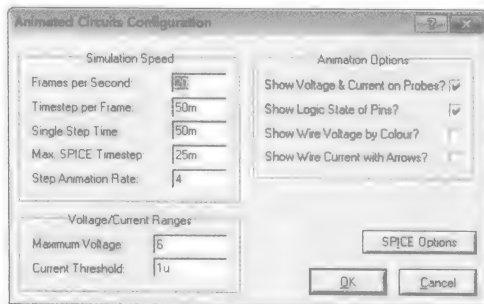 Animated Circuits Configuration
Simulation Speed
Frames per Second:
Timestep per Frame: 50m
Single Step Time 50m
Max. SPICE Timestep 25m
Step Animation Rate: 4
Voltage/Current Ranges
Maximum Voltage: 6
Current Threshold: 1u
Animation Options
Show Voltage & Current on Probes?
Show Logic State of Pins?
Show Wire Voltage by Colour?
Show Wire Current with Arrows?
SPICE Options
OK
Cancel